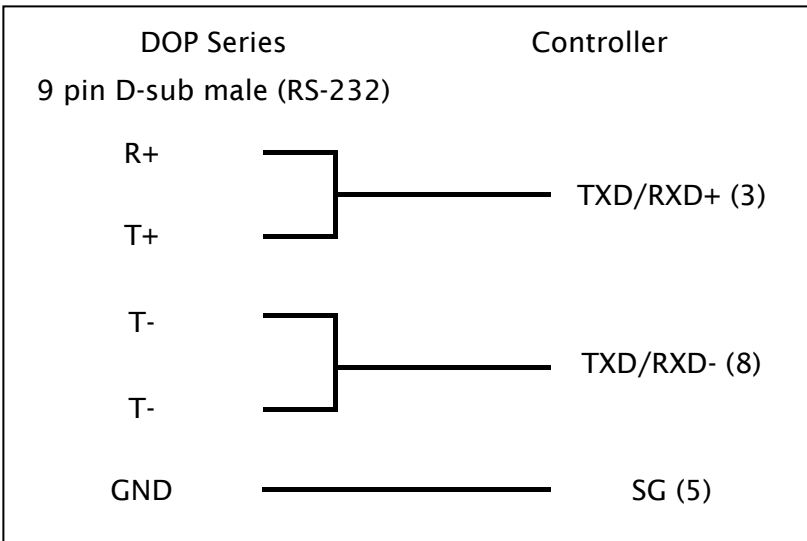 DOP Series Controller
9 pin D-sub male (RS-232)
R+
TXD/RXD+ (3)
T+
T-
TXD/RXD- (8)
T-
GND SG (5)